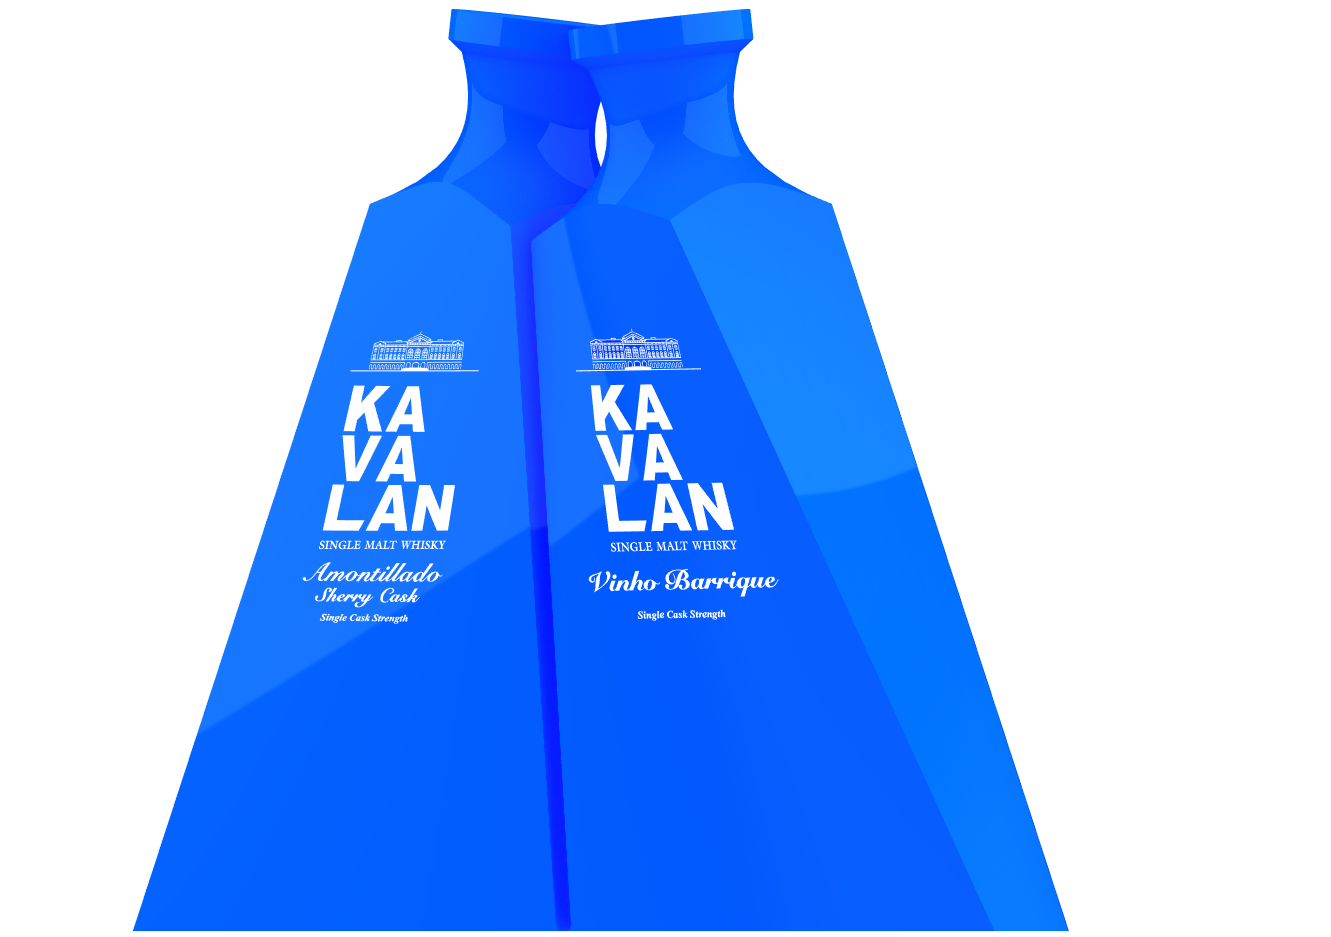 KA
VA
LAN
SINGLE MALT WHISKY
Amontillado
Sherry Cask
Single Cask Strength
KA
VA
LAN
SINGLE MALT WHISKY
Vinho Barrique
Single Cask Strength